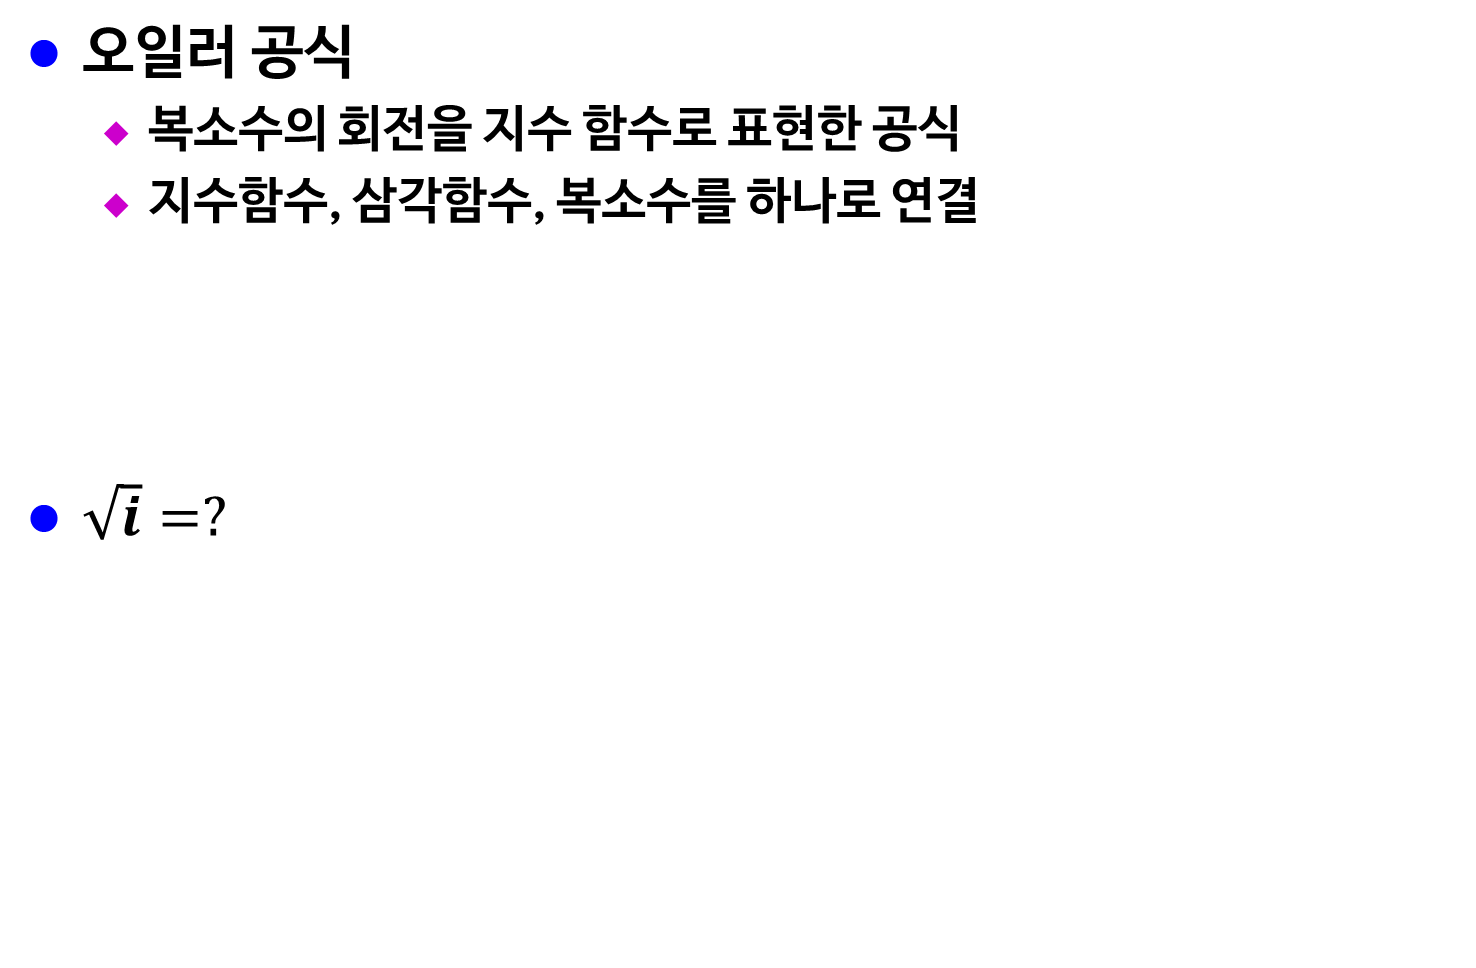 ● 오일러 공식
◆ 복소수의 회전을 지수 함수로 표현한 공식
◆ 지수함수, 삼각함수, 복소수를 하나로 연결
● √i =?